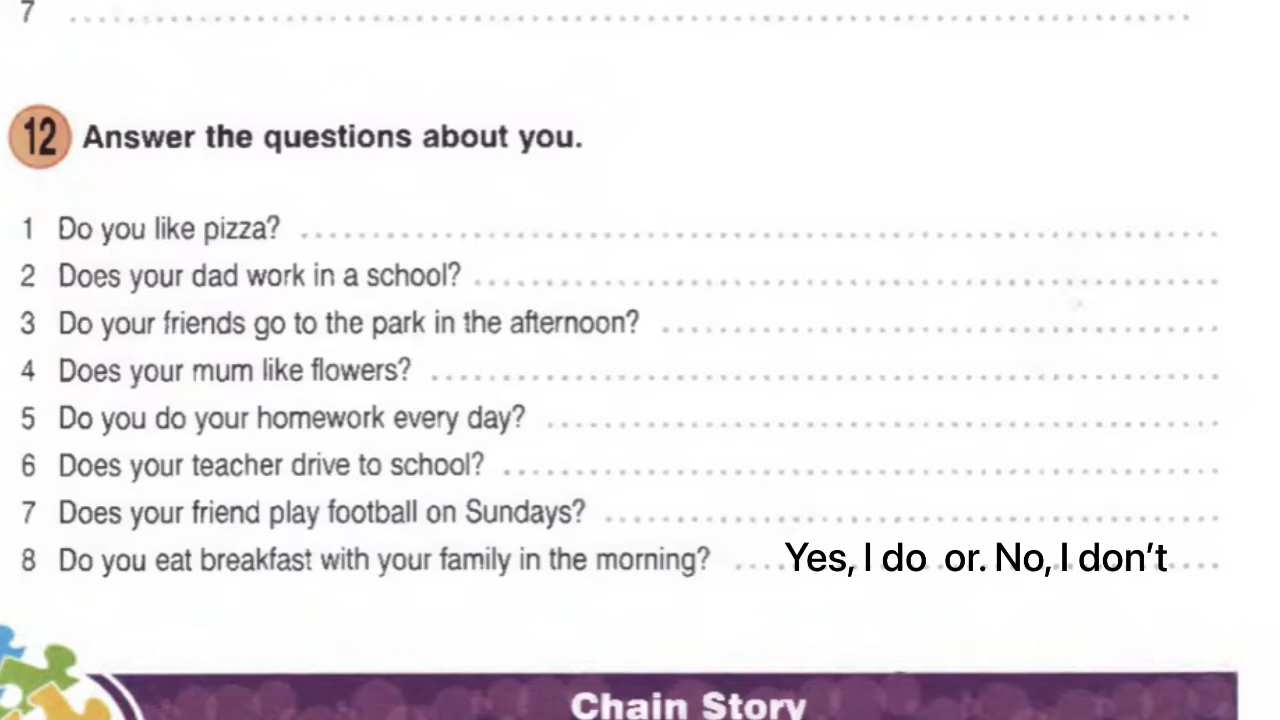 7
12 Answer the questions about you.
1 Do you like pizza?
2 Does your dad work in a school?
3 Do your friends go to the park in the afternoon?
4 Does your mum like flowers?
5 Do you do your homework every day?
6 Does your teacher drive to school?
7 Does your friend play football on Sundays?
8 Do you eat breakfast with your family in the morning? Yes, I do or. No, I don't
Chain Story